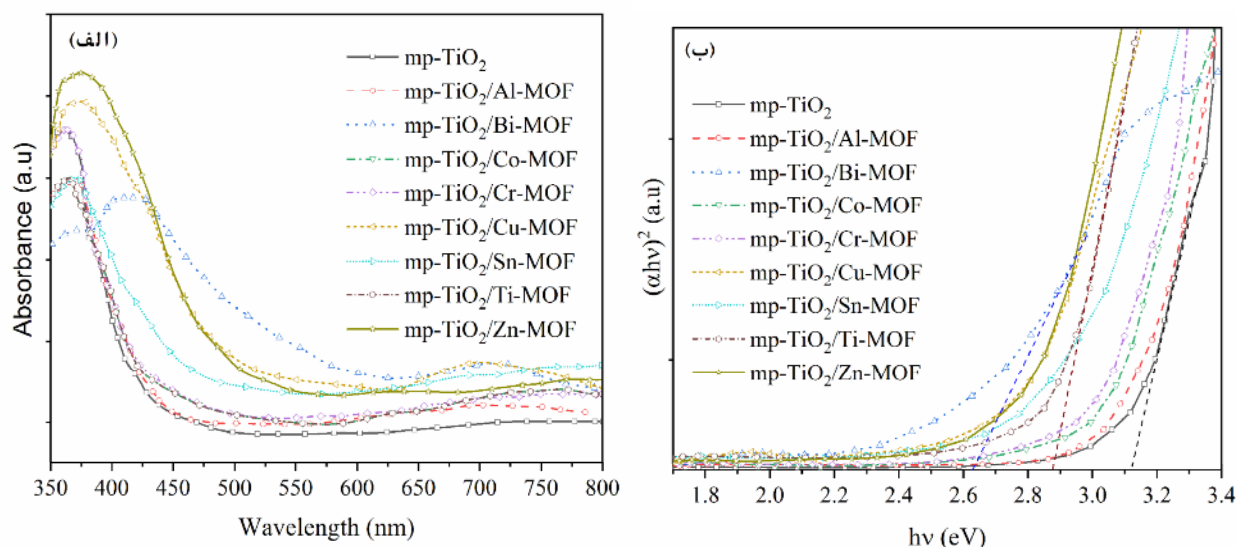 (الف)
mp-TiO₂
mp-TiO₂/Al-MOF
mp-TiO₂/Bi-MOF
mp-TiO₂/Co-MOF
mp-TiO₂/Cr-MOF
mp-TiO₂/Cu-MOF
mp-TiO₂/Sn-MOF
mp-TiO₂/Ti-MOF
mp-TiO₂/Zn-MOF
Absorbance (a.u)
350 400 450 500 550 600 650 700 750 800
Wavelength (nm)
(ب)
mp-TiO₂
mp-TiO₂/Al-MOF
mp-TiO₂/Bi-MOF
mp-TiO₂/Co-MOF
mp-TiO₂/Cr-MOF
mp-TiO₂/Cu-MOF
mp-TiO₂/Sn-MOF
mp-TiO₂/Ti-MOF
mp-TiO₂/Zn-MOF
(αhν)² (a.u)
1.8 2.0 2.2 2.4 2.6 2.8 3.0 3.2 3.4
hν (eV)